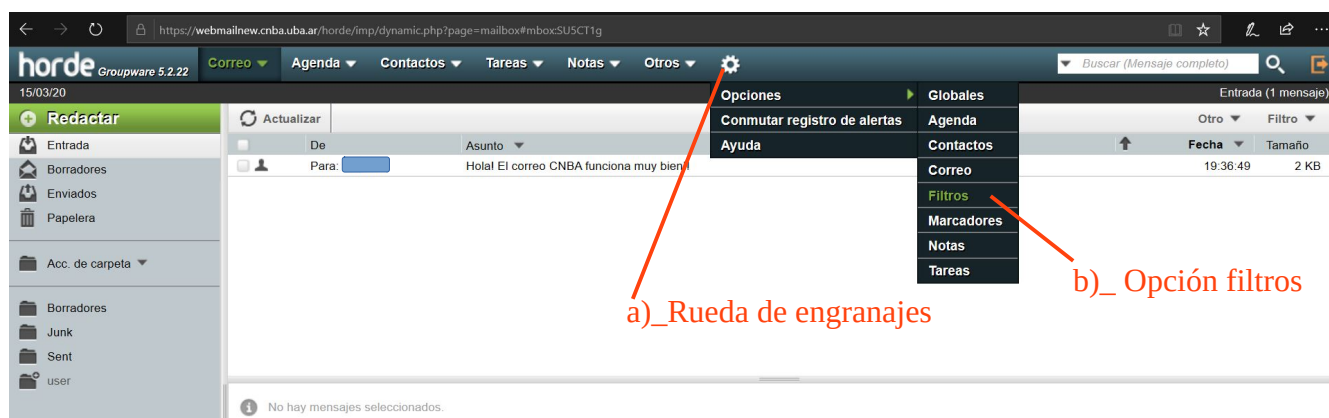 https://webmailnew.cnba.uba.ar/horde/imp/dynamic.php?page=mailbox#mbox:SU5CT1g
horde Groupware 5.2.22 Correo Agenda Contactos Tareas Notas Otros Buscar (Mensaje completo)
15/03/20 Opciones Globales Entrada (1 mensaje)
Redactar Actualizar Conmutar registro de alertas Agenda Otro Filtro
Entrada De Asunto Ayuda Contactos Fecha Tamaño
Borradores Para: Hola! El correo CNBA funciona muy bien!! Correo 19:36:49 2 KB
Enviados Filtros
Papelera Marcadores
Notas
Acc. de carpeta Tareas
b)_ Opción filtros
Borradores a)_Rueda de engranajes
Junk
Sent
user
No hay mensajes seleccionados.